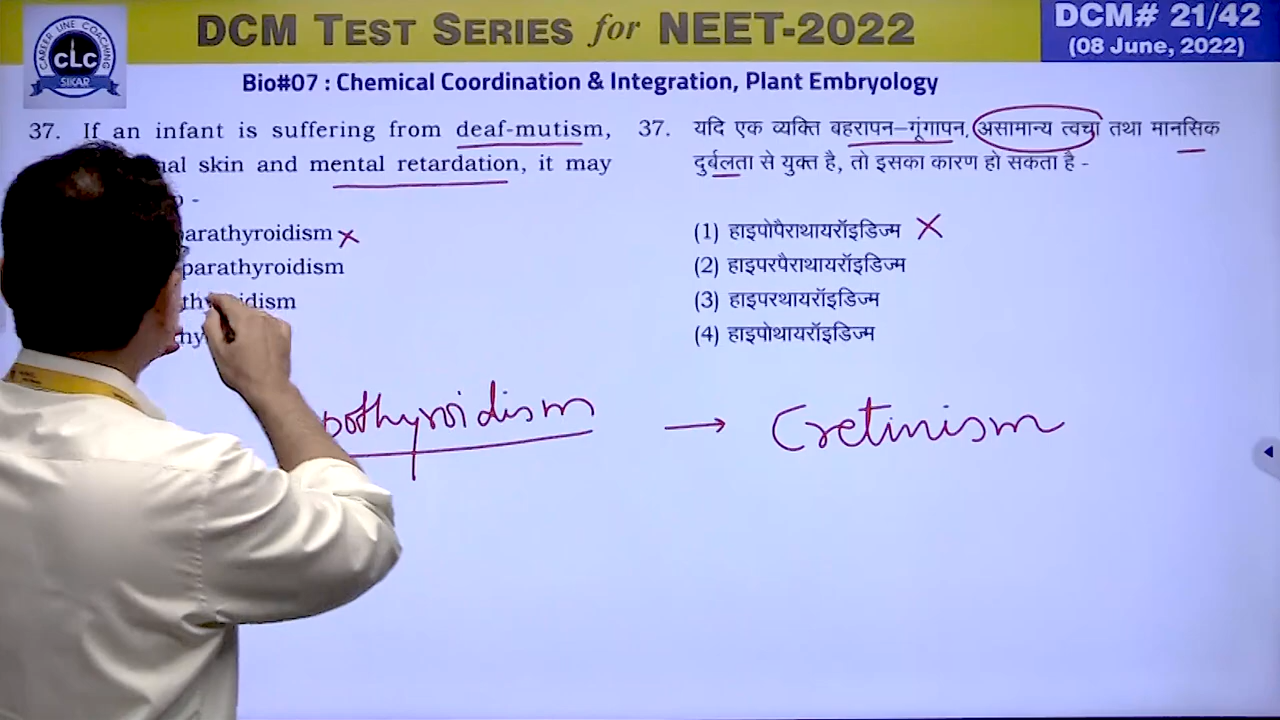 DCM TEST SERIES for NEET-2022
DCM# 21/42
(08 June, 2022)
CAREER LINE COACHING
CLC
SIKAR
Bio#07 : Chemical Coordination & Integration, Plant Embryology
37. If an infant is suffering from deaf-mutism,
skin and mental retardation, it may
-
parathyroidism
parathyroidism
37. यदि एक व्यक्ति बहरापन–गूंगापन, असामान्य त्वचा तथा मानसिक
दुर्बलता से युक्त है, तो इसका कारण हो सकता है -
(1) हाइपोपैराथायरॉइडिज्म
(2) हाइपरपैराथायरॉइडिज्म
(3) हाइपरथायरॉइडिज्म
(4) हाइपोथायरॉइडिज्म
pothyroidism → Cretinism